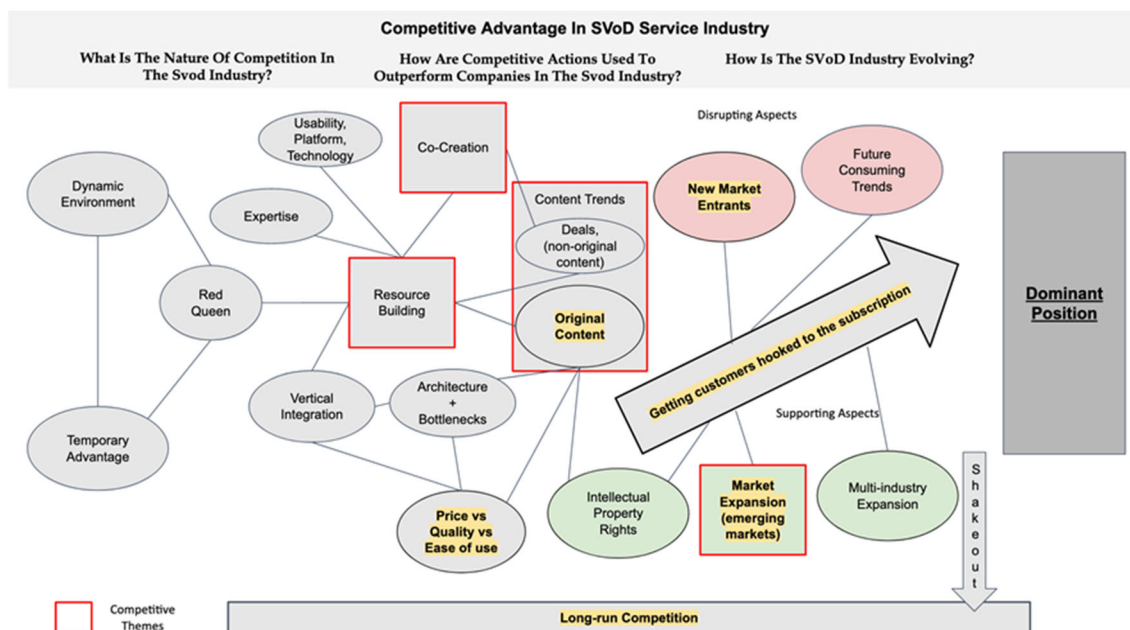 Competitive Advantage In SVoD Service Industry
What Is The Nature Of Competition In
The Svod Industry?
How Are Competitive Actions Used To
Outperform Companies In The Svod Industry?
How Is The SVoD Industry Evolving?
Dynamic
Environment
Red
Queen
Temporary
Advantage
Usability,
Platform,
Technology
Expertise
Co-Creation
Resource
Building
Content Trends
Deals,
(non-original
content)
Original
Content
Vertical
Integration
Architecture
+
Bottlenecks
Price vs
Quality vs
Ease of use
Disrupting Aspects
New Market
Entrants
Future
Consuming
Trends
Getting customers hooked to the subscription
Supporting Aspects
Intellectual
Property
Rights
Market
Expansion
(emerging
markets)
Multi-industry
Expansion
Dominant
Position
Shakeout
Competitive
Themes
Long-run Competition